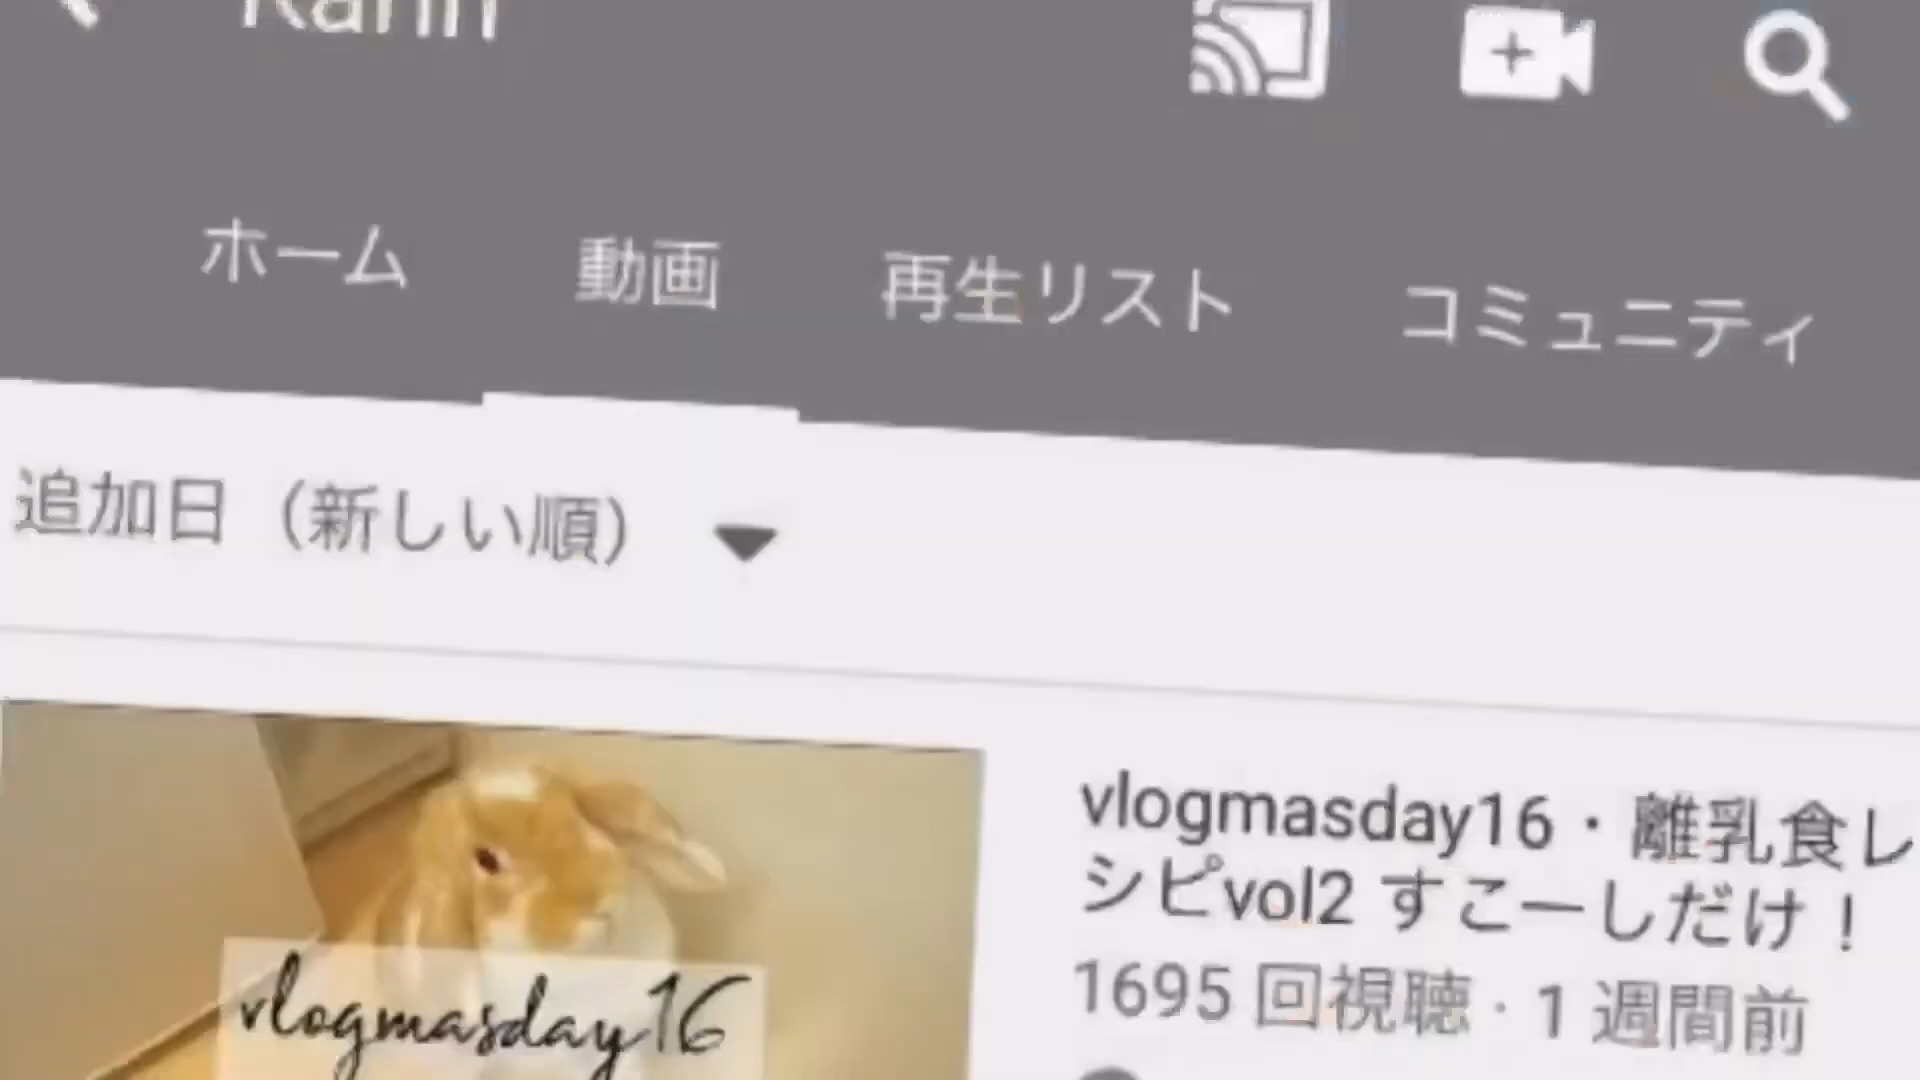 ホーム 動画 再生リスト コミュニティ
追加日（新しい順）
vlogmasday16・離乳食レ
シピvol2 すこーしだけ！
1695 回視聴・1 週間前
vlogmasday16